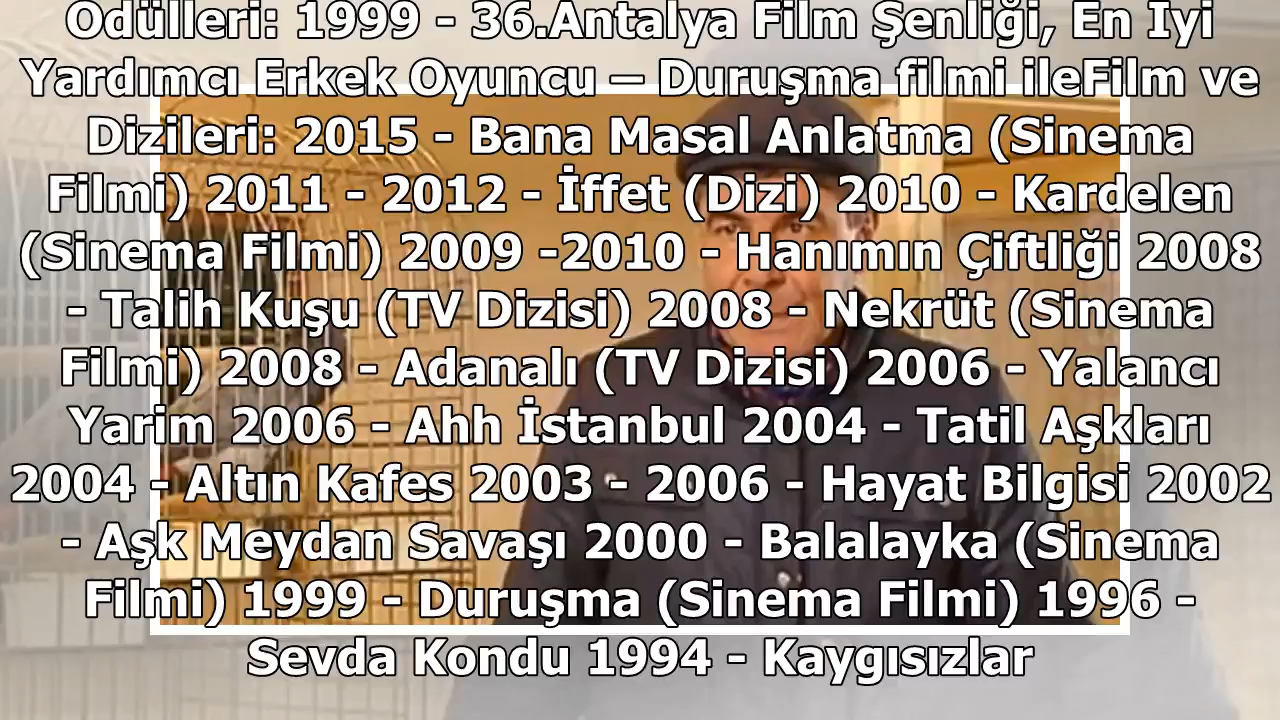 Ödülleri: 1999 - 36.Antalya Film Şenliği, En İyi
Yardımcı Erkek Oyuncu – Duruşma filmi ileFilm ve
Dizileri: 2015 - Bana Masal Anlatma (Sinema
Filmi) 2011 - 2012 - İffet (Dizi) 2010 - Kardelen
(Sinema Filmi) 2009 -2010 - Hanımın Çiftliği 2008
- Talih Kuşu (TV Dizisi) 2008 - Nekrüt (Sinema
Filmi) 2008 - Adanalı (TV Dizisi) 2006 - Yalancı
Yarim 2006 - Ahh İstanbul 2004 - Tatil Aşkları
2004 - Altın Kafes 2003 - 2006 - Hayat Bilgisi 2002
- Aşk Meydan Savaşı 2000 - Balalayka (Sinema
Filmi) 1999 - Duruşma (Sinema Filmi) 1996 -
Sevda Kondu 1994 - Kaygısızlar